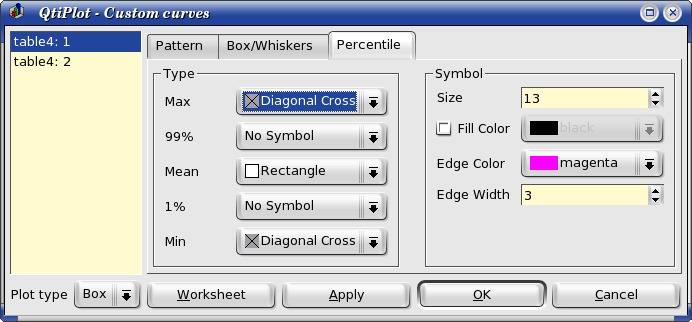 QtiPlot - Custom curves
table4: 1
table4: 2
Pattern Box/Whiskers Percentile
Type
Max Diagonal Cross
99% No Symbol
Mean Rectangle
1% No Symbol
Min Diagonal Cross
Symbol
Size 13
Fill Color black
Edge Color magenta
Edge Width 3
Plot type Box Worksheet Apply OK Cancel